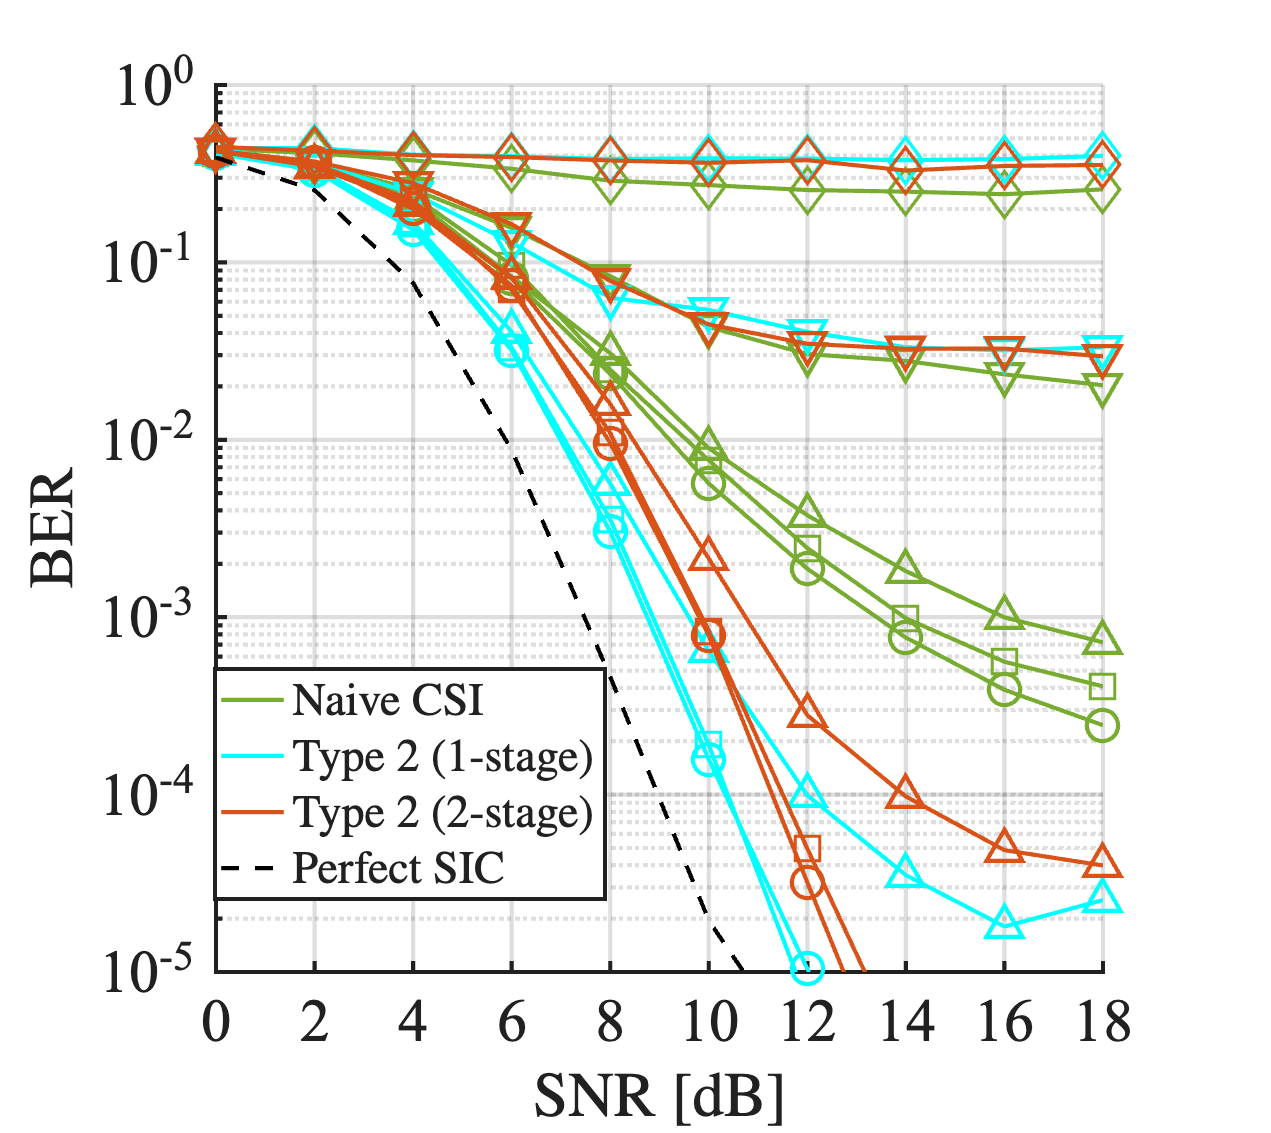 10^0
10^-1
10^-2
10^-3
10^-4
10^-5
BER
Naive CSI
Type 2 (1-stage)
Type 2 (2-stage)
Perfect SIC
0 2 4 6 8 10 12 14 16 18
SNR [dB]